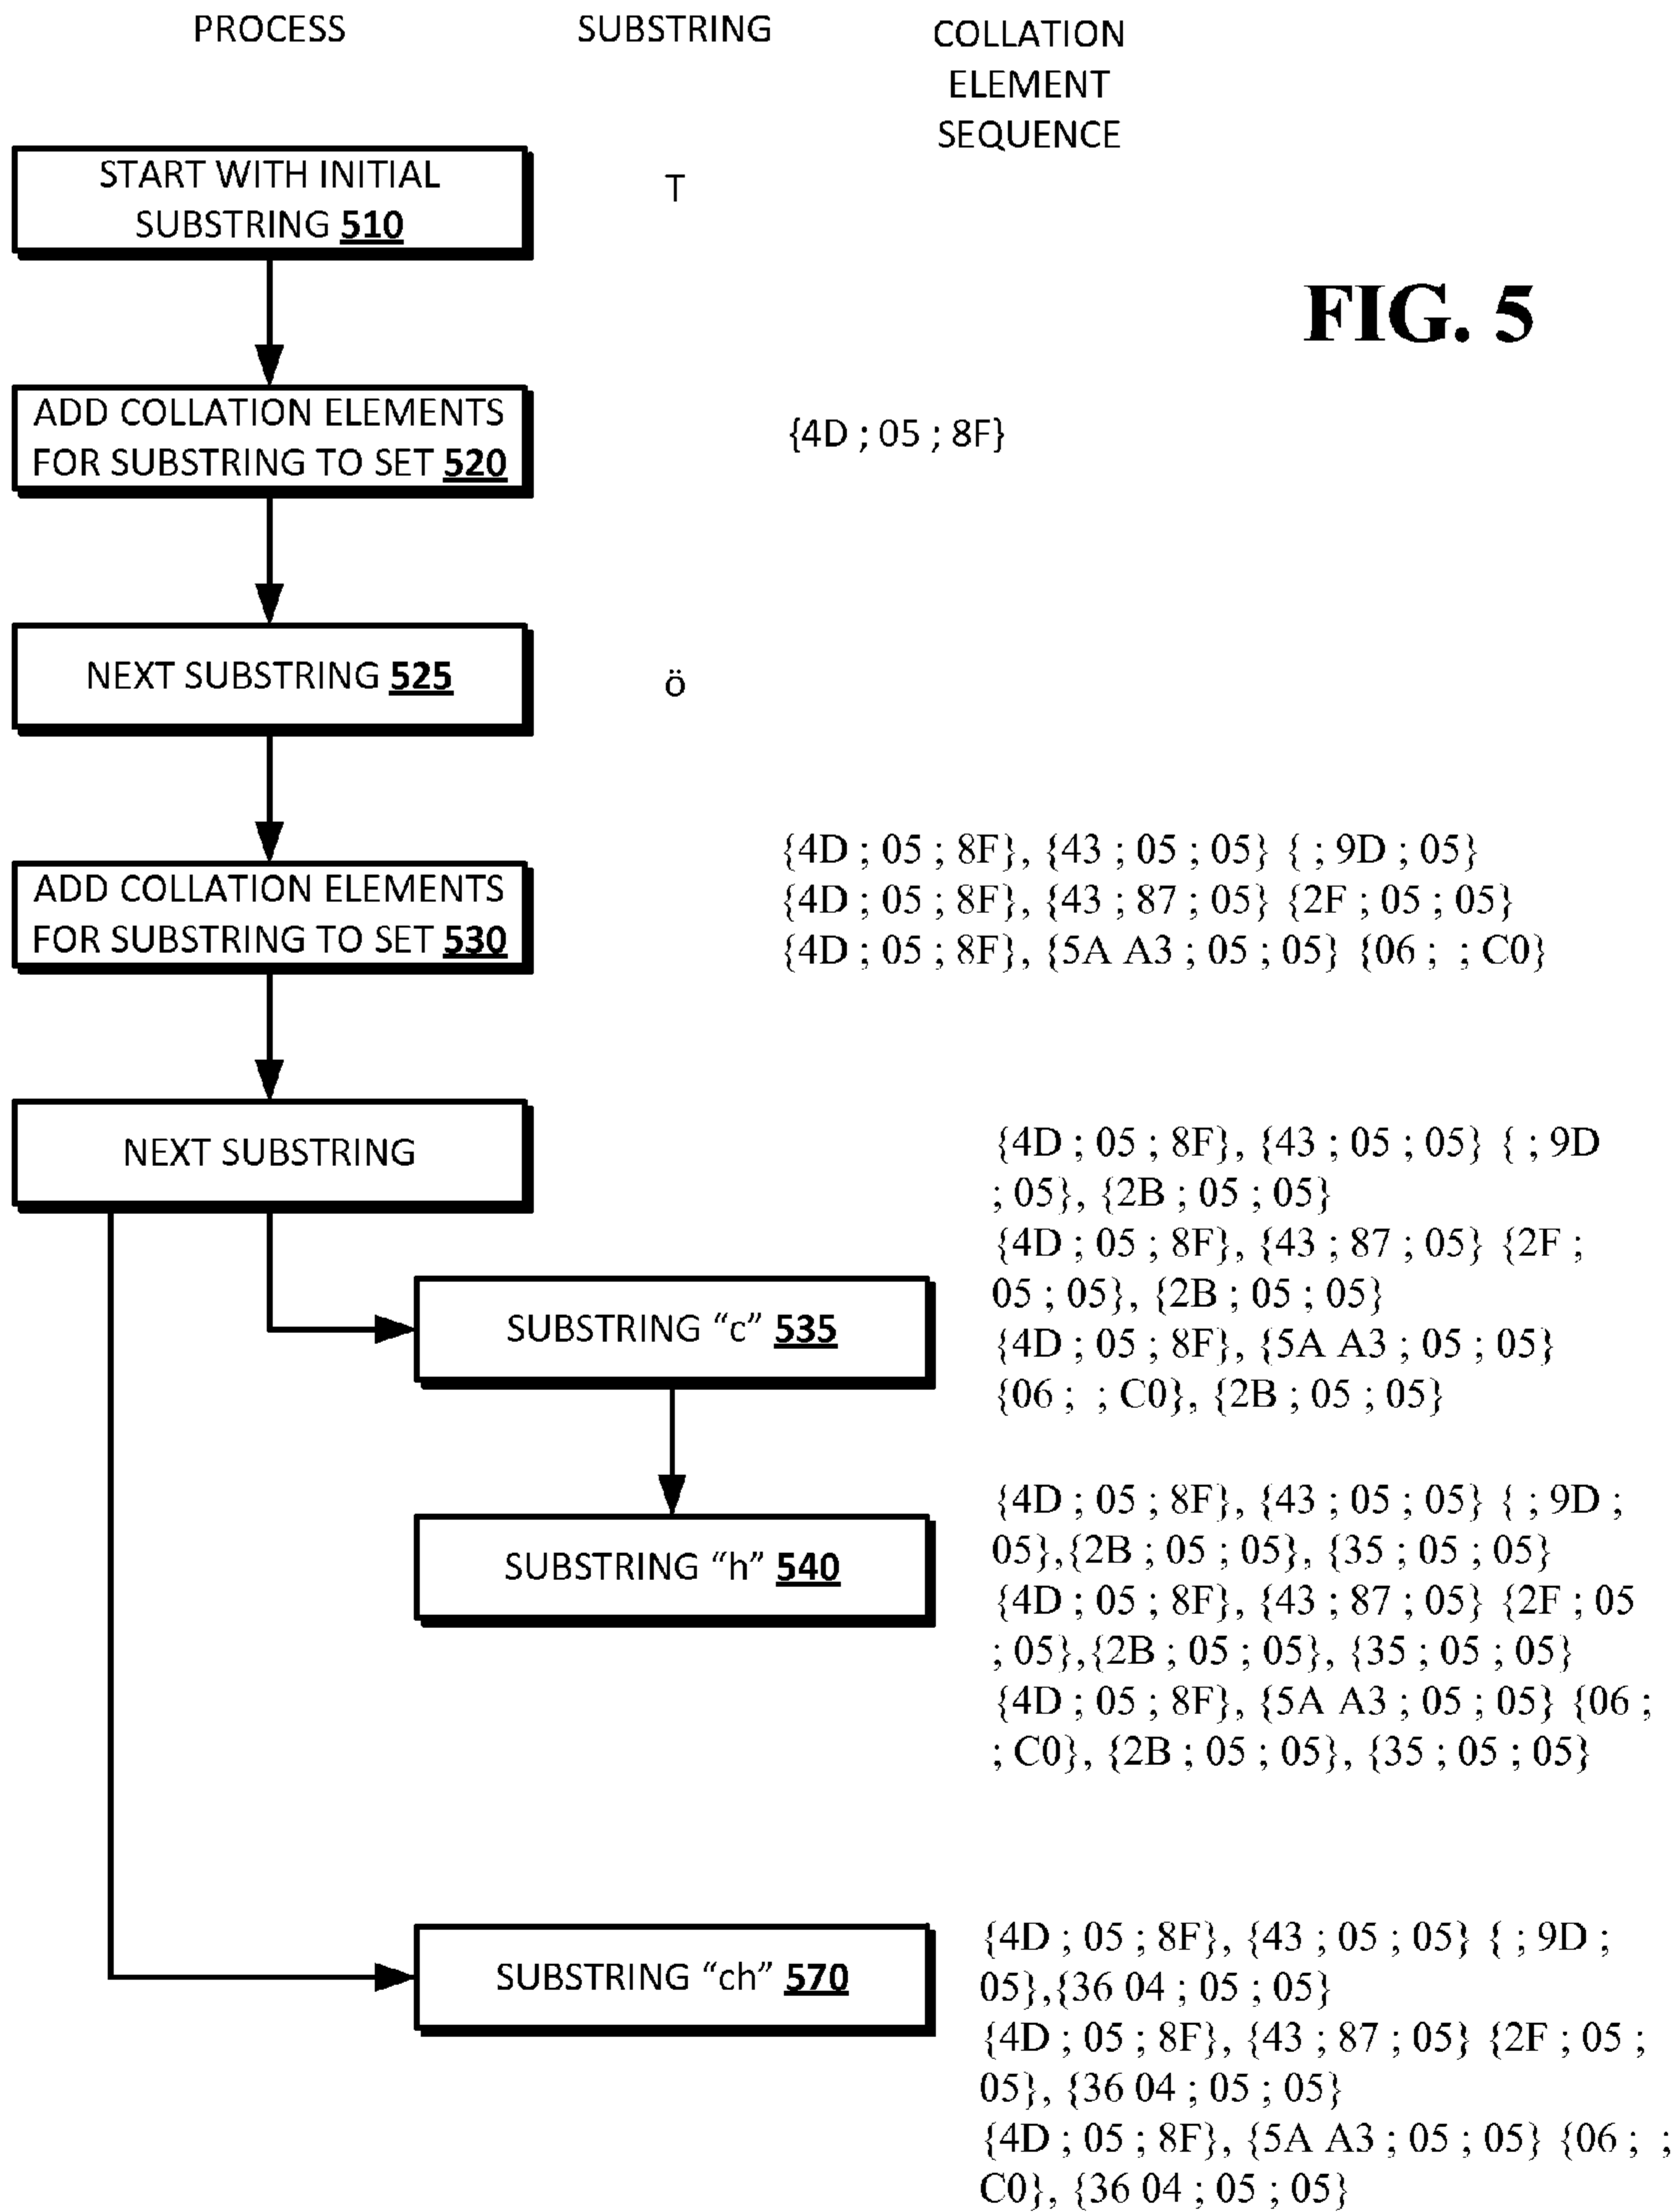 PROCESS
SUBSTRING
COLLATION
ELEMENT
SEQUENCE
START WITH INITIAL
SUBSTRING 510
T
FIG. 5
ADD COLLATION ELEMENTS
FOR SUBSTRING TO SET 520
{4D ; 05 ; 8F}
NEXT SUBSTRING 525
ö
ADD COLLATION ELEMENTS
FOR SUBSTRING TO SET 530
{4D ; 05 ; 8F}, {43 ; 05 ; 05} { ; 9D ; 05}
{4D ; 05 ; 8F}, {43 ; 87 ; 05} {2F ; 05 ; 05}
{4D ; 05 ; 8F}, {5A A3 ; 05 ; 05} {06 ; ; C0}
NEXT SUBSTRING
SUBSTRING “c” 535
{4D ; 05 ; 8F}, {43 ; 05 ; 05} { ; 9D
; 05}, {2B ; 05 ; 05}
{4D ; 05 ; 8F}, {43 ; 87 ; 05} {2F ;
05 ; 05}, {2B ; 05 ; 05}
{4D ; 05 ; 8F}, {5A A3 ; 05 ; 05}
{06 ; ; C0}, {2B ; 05 ; 05}
SUBSTRING “h” 540
{4D ; 05 ; 8F}, {43 ; 05 ; 05} { ; 9D ;
05},{2B ; 05 ; 05}, {35 ; 05 ; 05}
{4D ; 05 ; 8F}, {43 ; 87 ; 05} {2F ; 05
; 05},{2B ; 05 ; 05}, {35 ; 05 ; 05}
{4D ; 05 ; 8F}, {5A A3 ; 05 ; 05} {06 ;
; C0}, {2B ; 05 ; 05}, {35 ; 05 ; 05}
SUBSTRING “ch” 570
{4D ; 05 ; 8F}, {43 ; 05 ; 05} { ; 9D ;
05},{36 04 ; 05 ; 05}
{4D ; 05 ; 8F}, {43 ; 87 ; 05} {2F ; 05 ;
05}, {36 04 ; 05 ; 05}
{4D ; 05 ; 8F}, {5A A3 ; 05 ; 05} {06 ; ;
C0}, {36 04 ; 05 ; 05}